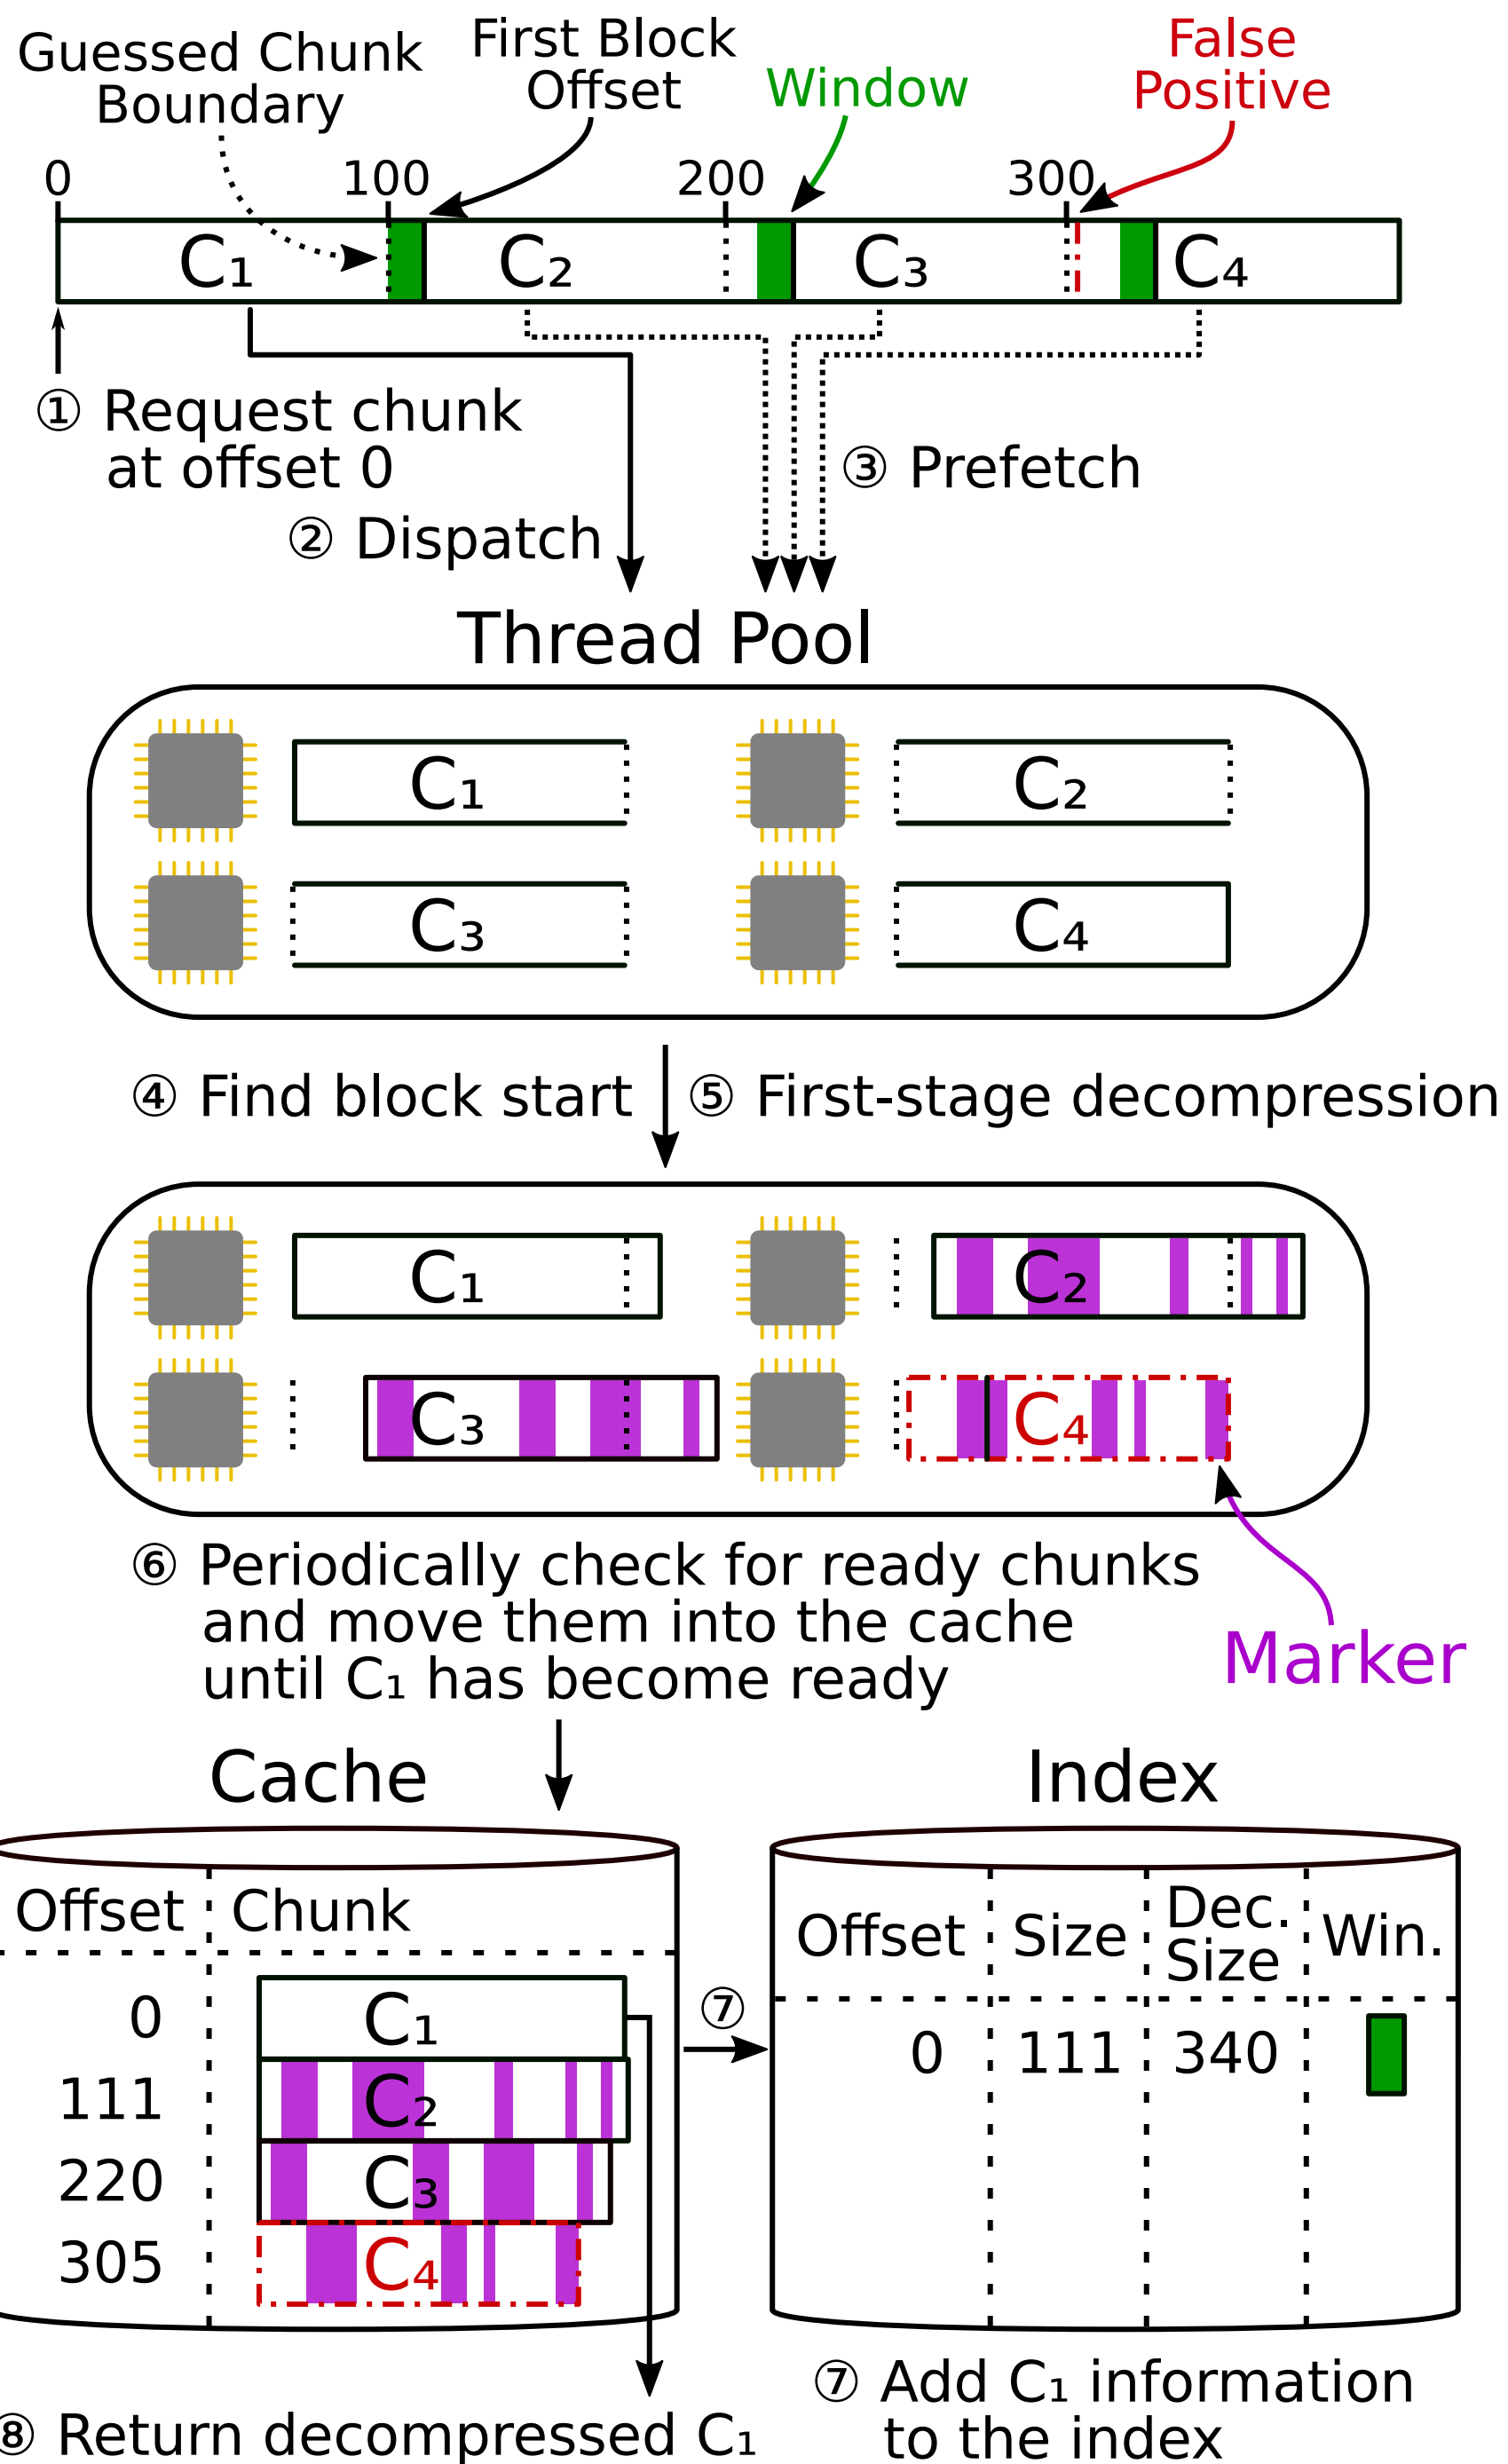 Guessed Chunk
Boundary
First Block
Offset
Window
False
Positive
0
100
200
300
C₁
C₂
C₃
C₄
① Request chunk
at offset 0
② Dispatch
③ Prefetch
Thread Pool
C₁
C₂
C₃
C₄
④ Find block start
⑤ First-stage decompression
C₁
C₂
C₃
C₄
⑥ Periodically check for ready chunks
and move them into the cache
until C₁ has become ready
Marker
Cache
Offset
Chunk
0
C₁
111
C₂
220
C₃
305
C₄
⑦
Index
Offset
Size
Dec.
Size
Win.
0
111
340
⑦ Add C₁ information
to the index
⑧ Return decompressed C₁